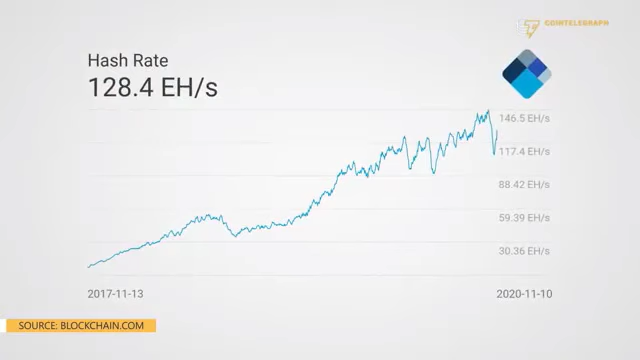 COINTELEGRAPH
Hash Rate
128.4 EH/s
146.5 EH/s
117.4 EH/s
88.42 EH/s
59.39 EH/s
30.36 EH/s
2017-11-13
2020-11-10
SOURCE: BLOCKCHAIN.COM